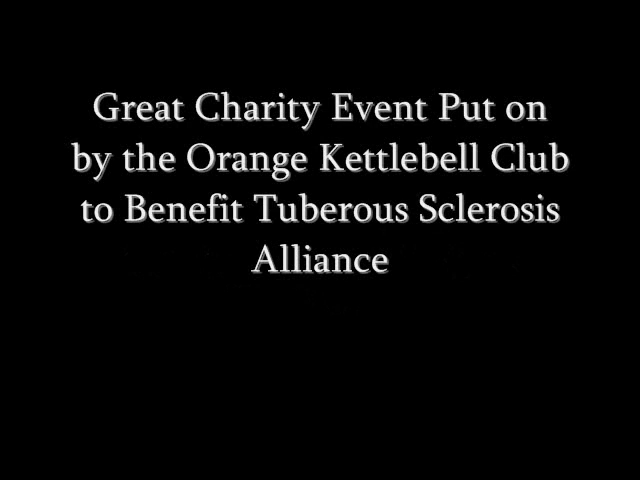 Great Charity Event Put on
by the Orange Kettlebell Club
to Benefit Tuberous Sclerosis
Alliance